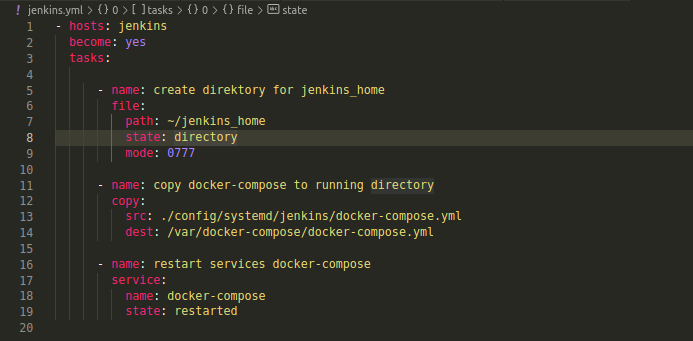 ! jenkins.yml > {} 0 > [ ] tasks > {} 0 > {} file > state
1 - hosts: jenkins
2 become: yes
3 tasks:
4
5 - name: create direktory for jenkins_home
6 file:
7 path: ~/jenkins_home
8 state: directory
9 mode: 0777
10
11 - name: copy docker-compose to running directory
12 copy:
13 src: ./config/systemd/jenkins/docker-compose.yml
14 dest: /var/docker-compose/docker-compose.yml
15
16 - name: restart services docker-compose
17 service:
18 name: docker-compose
19 state: restarted
20